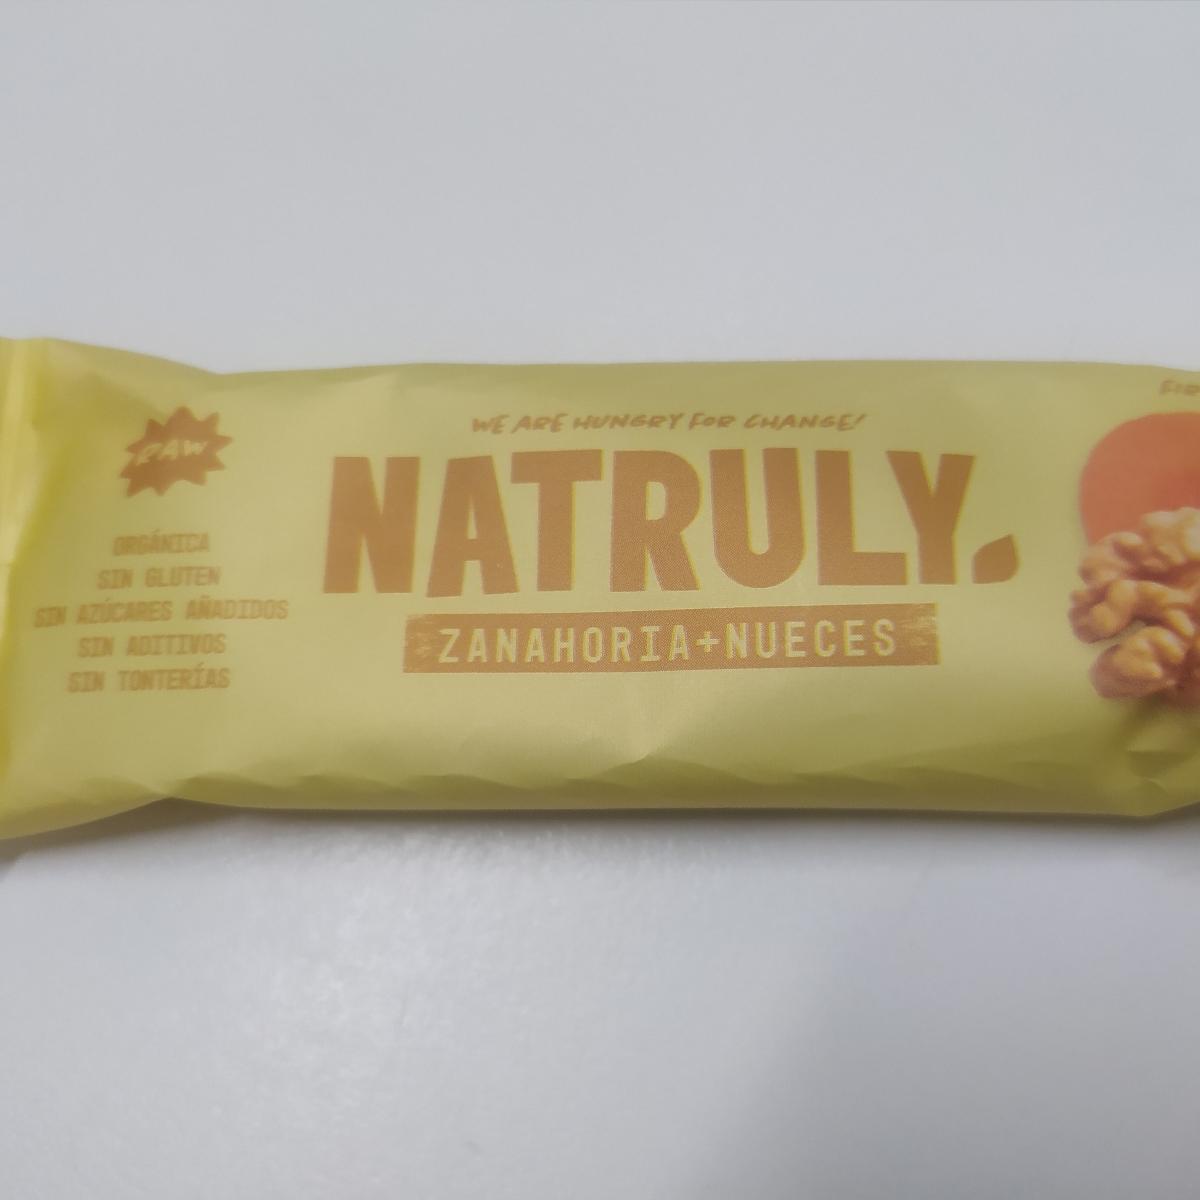 RAW
ORGÁNICA
SIN GLUTEN
SIN AZÚCARES AÑADIDOS
SIN ADITIVOS
SIN TONTERÍAS
WE ARE HUNGRY FOR CHANGE!
NATRULY.
ZANAHORIA+NUECES